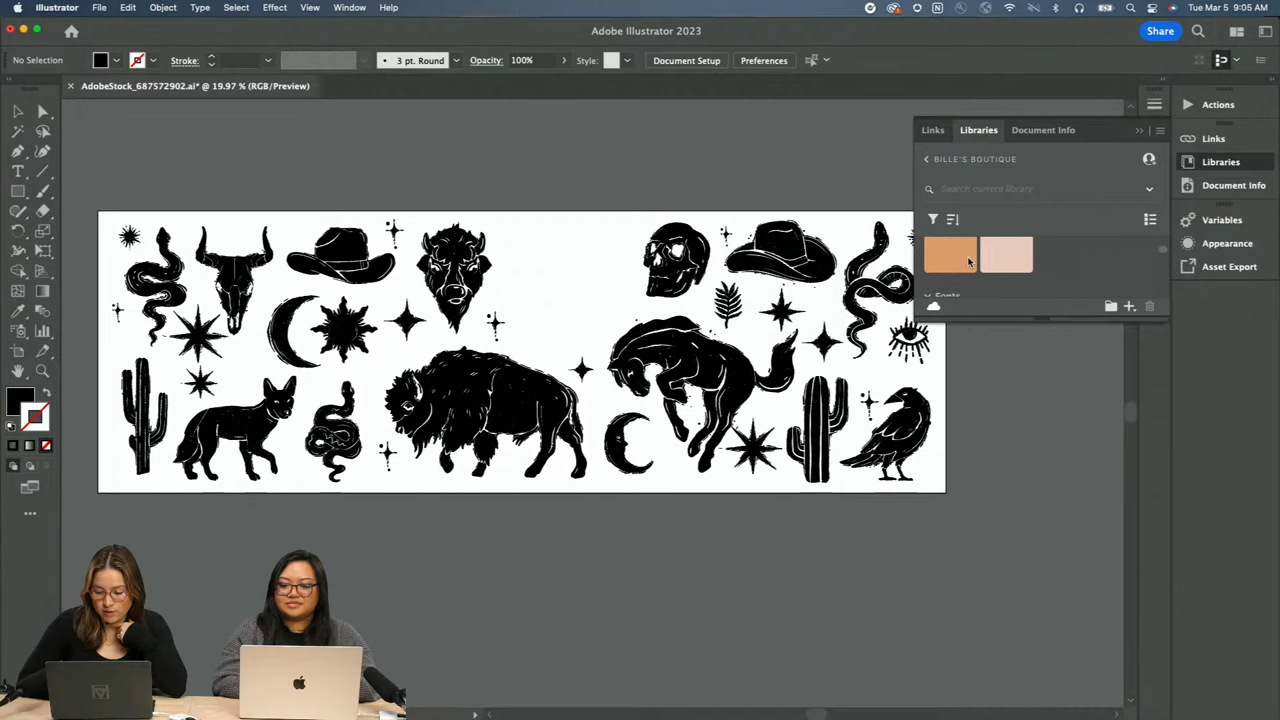 Illustrator File Edit Object Type Select Effect View Window Help
Tue Mar 5 9:05 AM
Adobe Illustrator 2023
Share
No Selection
Stroke:
3 pt. Round
Opacity:
100%
Style:
Document Setup
Preferences
AdobeStock_687572902.ai* @ 19.97 % (RGB/Preview)
Links
Libraries
Document Info
BILLE'S BOUTIQUE
Search current library
Fonts
Actions
Links
Libraries
Document Info
Variables
Appearance
Asset Export